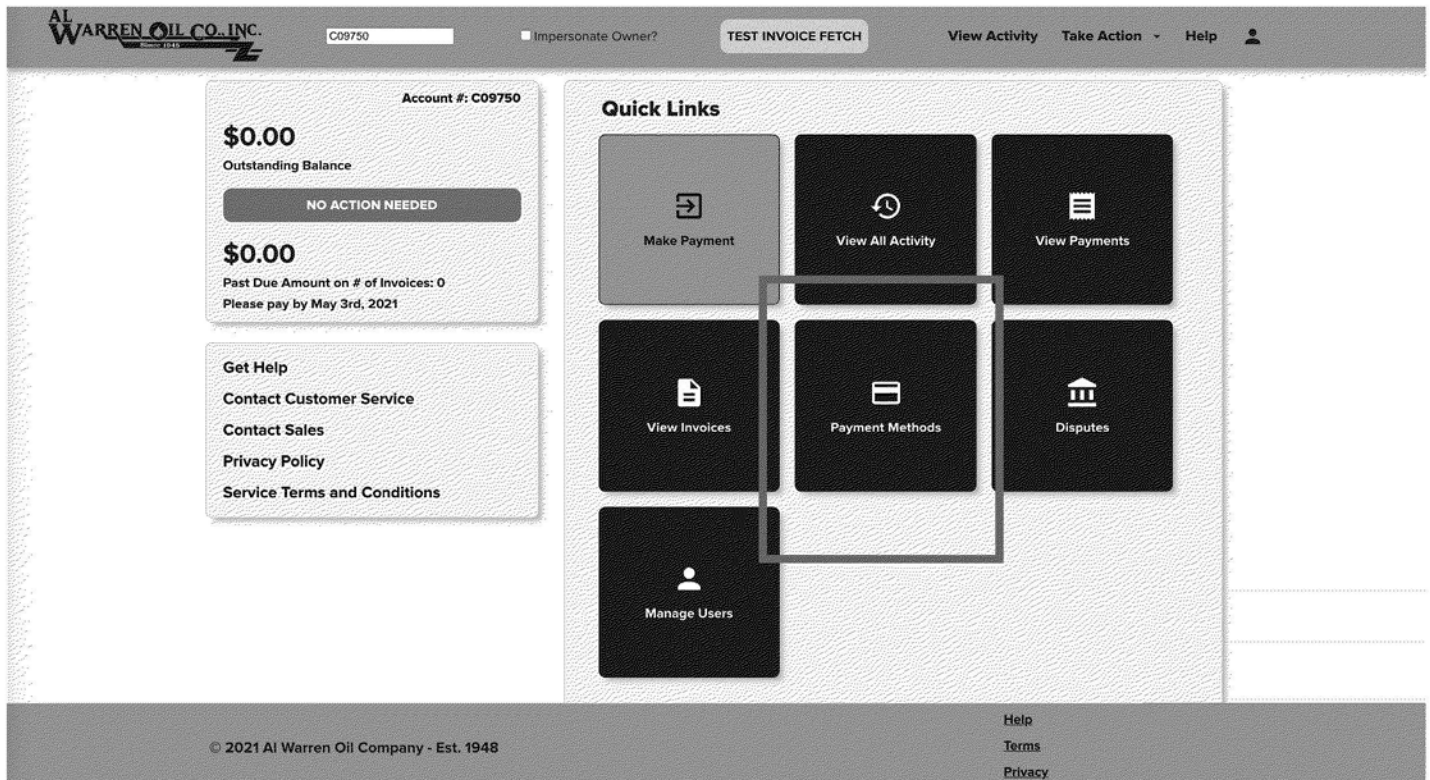 AL
WARREN OIL CO., INC.
Since 1948
C09750
Impersonate Owner?
TEST INVOICE FETCH
View Activity
Take Action
Help
Account #: C09750
$0.00
Outstanding Balance
NO ACTION NEEDED
$0.00
Past Due Amount on # of Invoices: 0
Please pay by May 3rd, 2021
Get Help
Contact Customer Service
Contact Sales
Privacy Policy
Service Terms and Conditions
Quick Links
Make Payment
View All Activity
View Payments
View Invoices
Payment Methods
Disputes
Manage Users
© 2021 Al Warren Oil Company - Est. 1948
Help
Terms
Privacy